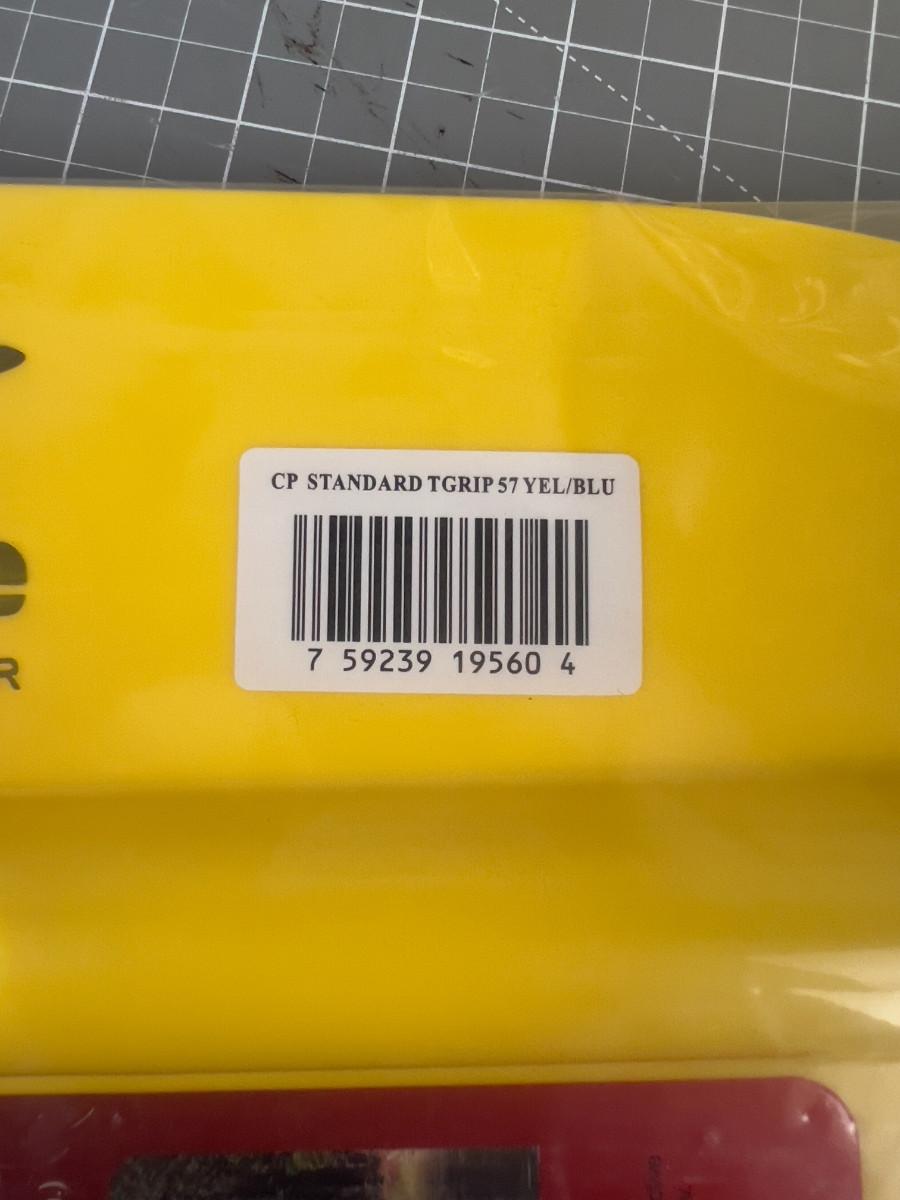 CP STANDARD TGRIP 57 YEL/BLU
7 59239 19560 4
R